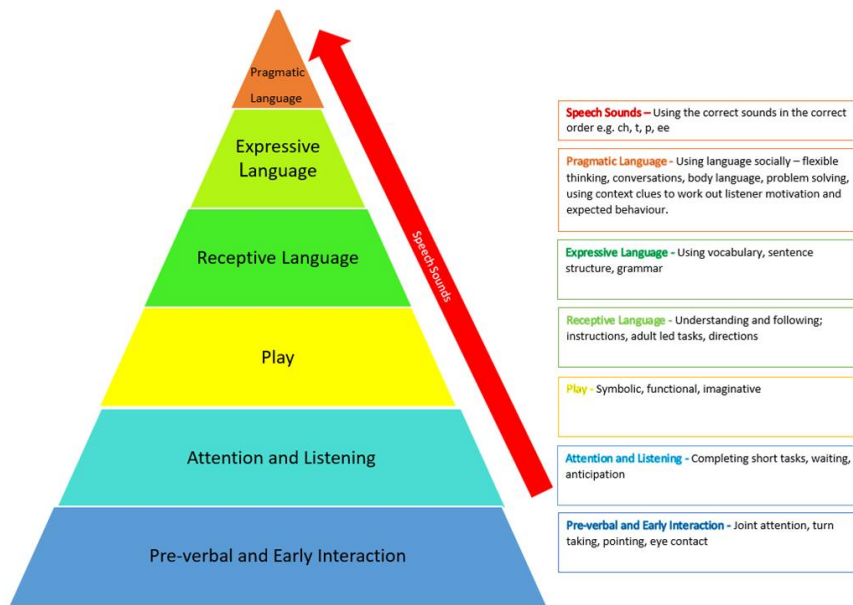 Pragmatic
Language
Expressive
Language
Receptive Language
Play
Attention and Listening
Pre-verbal and Early Interaction
Speech Sounds
Speech Sounds – Using the correct sounds in the correct
order e.g. ch, t, p, ee
Pragmatic Language - Using language socially – flexible
thinking, conversations, body language, problem solving,
using context clues to work out listener motivation and
expected behaviour.
Expressive Language - Using vocabulary, sentence
structure, grammar
Receptive Language - Understanding and following;
instructions, adult led tasks, directions
Play - Symbolic, functional, imaginative
Attention and Listening - Completing short tasks, waiting,
anticipation
Pre-verbal and Early Interaction - Joint attention, turn
taking, pointing, eye contact